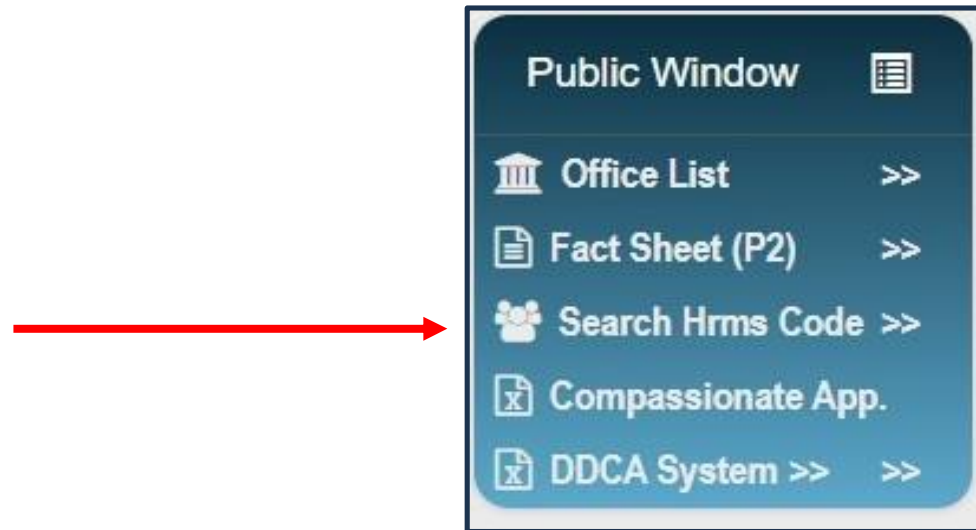 Public Window
Office List >>
Fact Sheet (P2) >>
Search Hrms Code >>
Compassionate App.
DDCA System >> >>